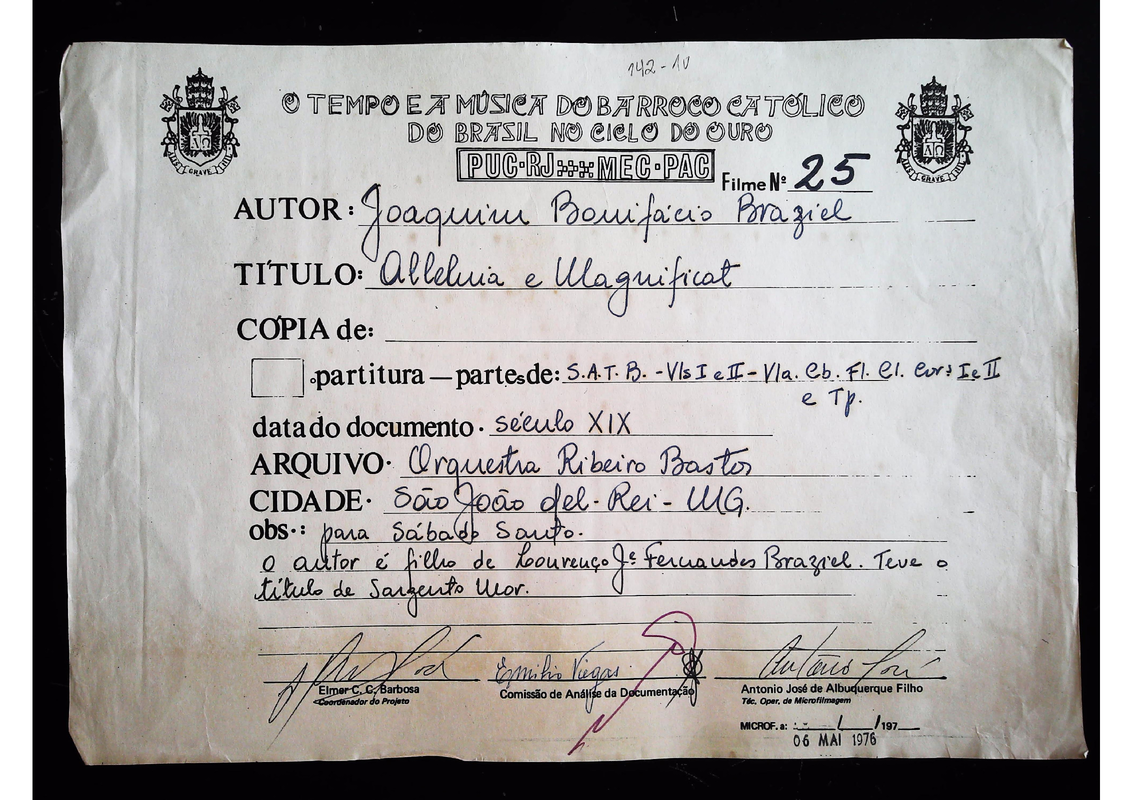 142-10
O TEMPO E A MÚSICA DO BARROCO CATÓLICO
DO BRASIL NO CICLO DO OURO
PUC·RJ MEC·PAC
Filme Nº 25
AUTOR: Joaquim Bonifácio Braziel
TÍTULO: Alleluia e Magnificat
CÓPIA de:
partitura — partes de: S.A.T.B. - Vls I e II - Vla. Cb. Fl. Cl. Cors I e II
e Tp.
data do documento · século XIX
ARQUIVO · Orquestra Ribeiro Bastos
CIDADE · São João del-Rei - MG.
obs.: para Sábado Santo.
O autor é filho de Lourenço Jº Fernandes Braziel. Teve o
título de Sargento Mor.
Emilio Viegas
Elmer C. C. Barbosa
Coordenador do Projeto
Comissão de Análise da Documentação
Antonio José de Albuquerque Filho
Téc. Oper. de Microfilmagem
MICROF. a: / /197
06 MAI 1976